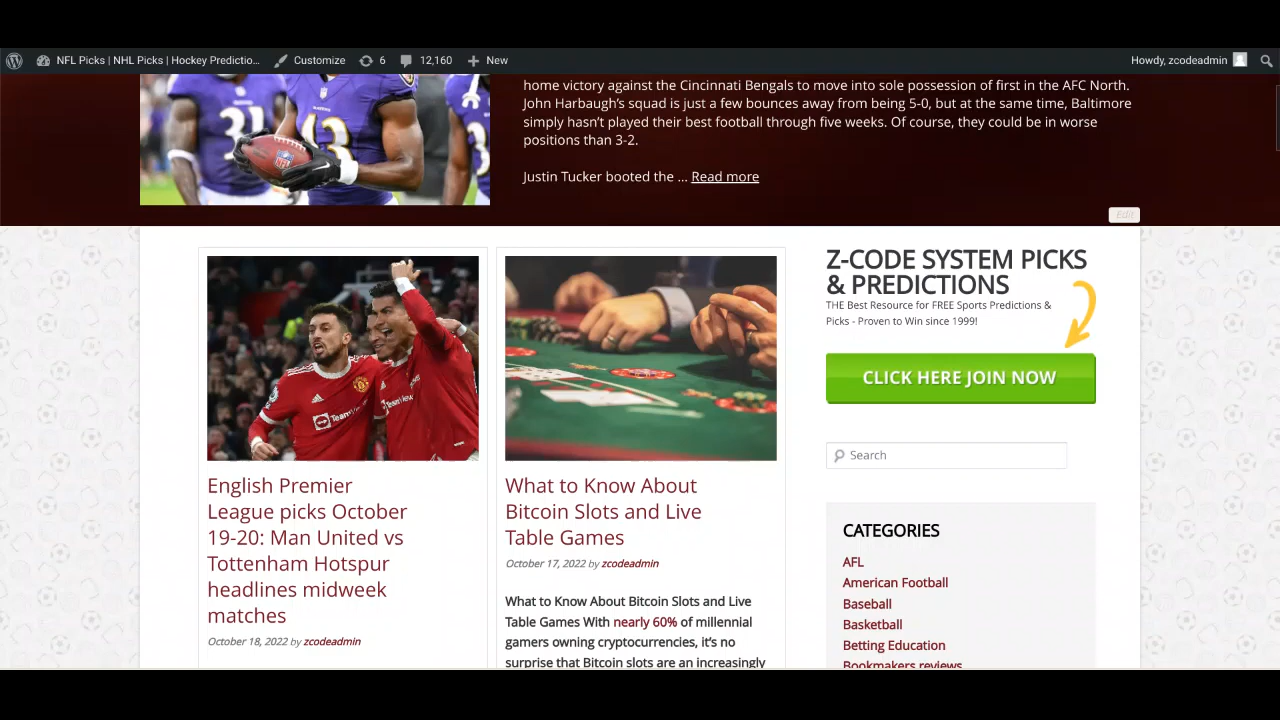 NFL Picks | NHL Picks | Hockey Predictio... Customize 6 12,160 New Howdy, zcodeadmin
home victory against the Cincinnati Bengals to move into sole possession of first in the AFC North.
John Harbaugh's squad is just a few bounces away from being 5-0, but at the same time, Baltimore
simply hasn't played their best football through five weeks. Of course, they could be in worse
positions than 3-2.
Justin Tucker booted the ... Read more
Edit
English Premier
League picks October
19-20: Man United vs
Tottenham Hotspur
headlines midweek
matches
October 18, 2022 by zcodeadmin
What to Know About
Bitcoin Slots and Live
Table Games
October 17, 2022 by zcodeadmin
What to Know About Bitcoin Slots and Live
Table Games With nearly 60% of millennial
gamers owning cryptocurrencies, it's no
surprise that Bitcoin slots are an increasingly
Z-CODE SYSTEM PICKS
& PREDICTIONS
THE Best Resource for FREE Sports Predictions &
Picks - Proven to Win since 1999!
CLICK HERE JOIN NOW
Search
CATEGORIES
AFL
American Football
Baseball
Basketball
Betting Education
Bookmakers reviews